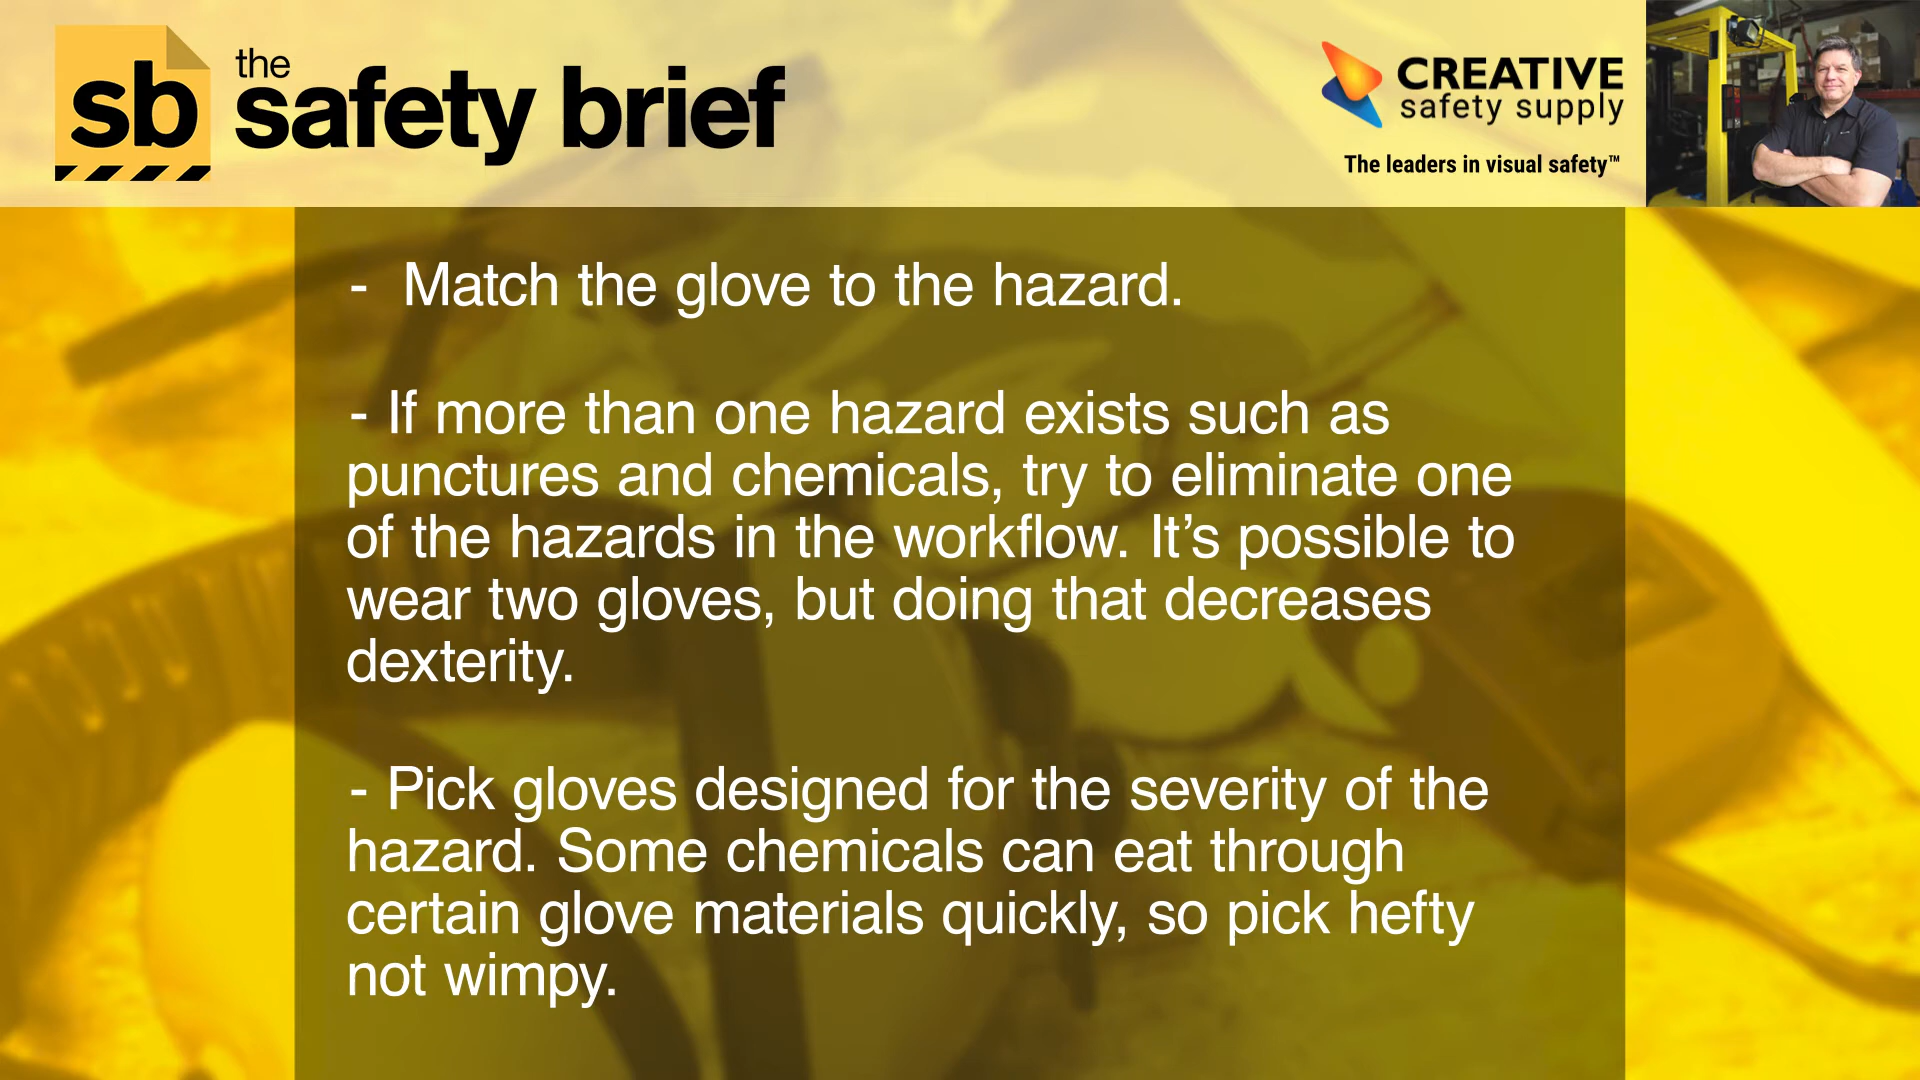 sb
the
safety brief
CREATIVE
safety supply
The leaders in visual safety™
- Match the glove to the hazard.
- If more than one hazard exists such as
punctures and chemicals, try to eliminate one
of the hazards in the workflow. It’s possible to
wear two gloves, but doing that decreases
dexterity.
- Pick gloves designed for the severity of the
hazard. Some chemicals can eat through
certain glove materials quickly, so pick hefty
not wimpy.